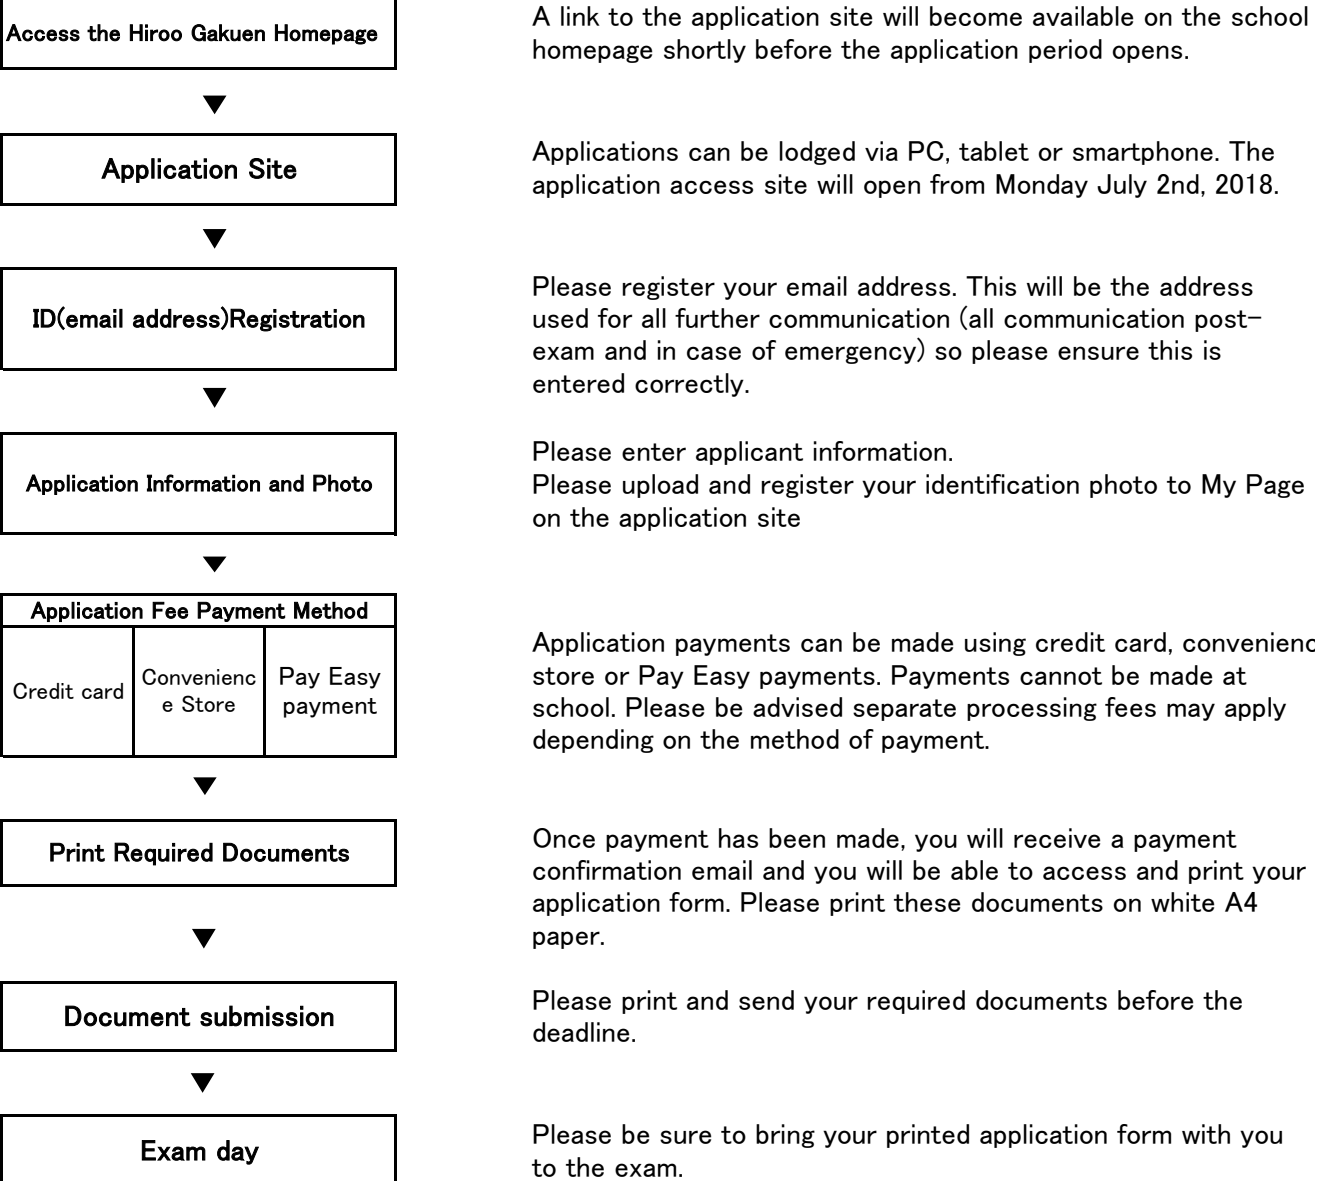 Access the Hiroo Gakuen Homepage
A link to the application site will become available on the school
homepage shortly before the application period opens.
▼
Application Site
Applications can be lodged via PC, tablet or smartphone. The
application access site will open from Monday July 2nd, 2018.
▼
ID(email address)Registration
Please register your email address. This will be the address
used for all further communication (all communication post-
exam and in case of emergency) so please ensure this is
entered correctly.
▼
Application Information and Photo
Please enter applicant information.
Please upload and register your identification photo to My Page
on the application site
▼
Application Fee Payment Method
Credit card
Convenienc
e Store
Pay Easy
payment
Application payments can be made using credit card, convenienc
store or Pay Easy payments. Payments cannot be made at
school. Please be advised separate processing fees may apply
depending on the method of payment.
▼
Print Required Documents
Once payment has been made, you will receive a payment
confirmation email and you will be able to access and print your
application form. Please print these documents on white A4
paper.
▼
Document submission
Please print and send your required documents before the
deadline.
▼
Exam day
Please be sure to bring your printed application form with you
to the exam.